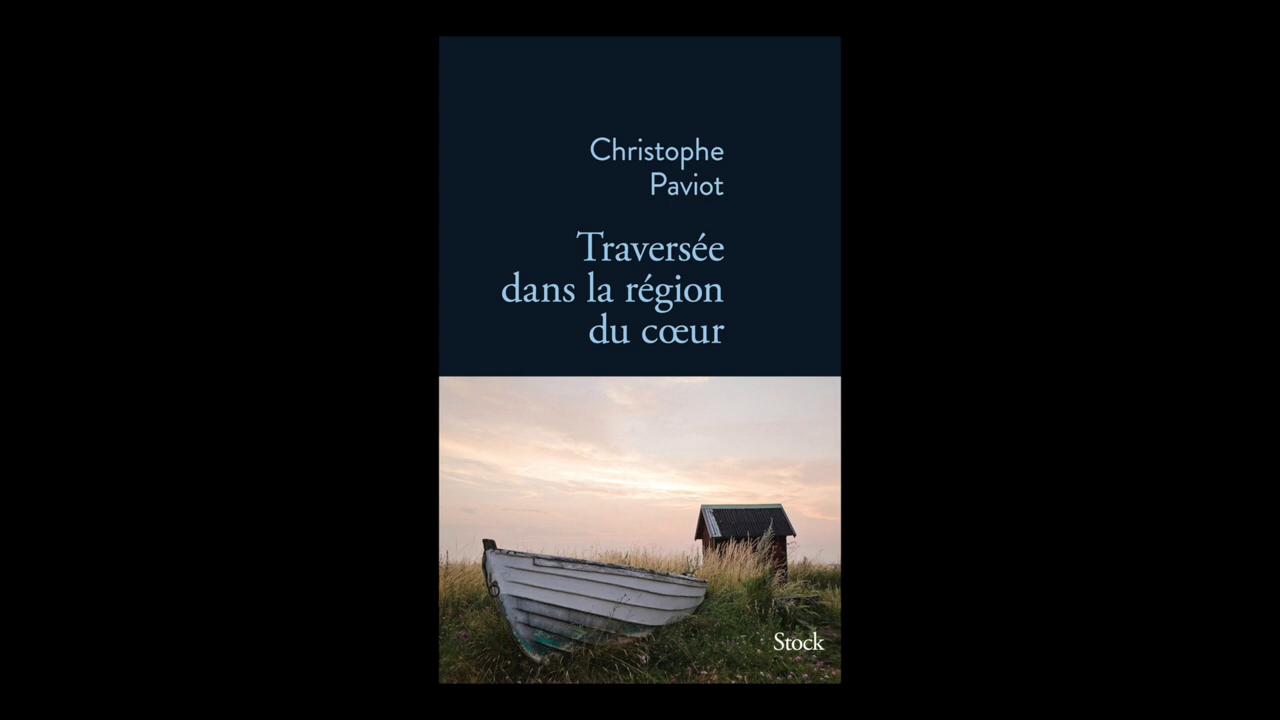 Christophe
Paviot
Traversée
dans la région
du cœur
Stock